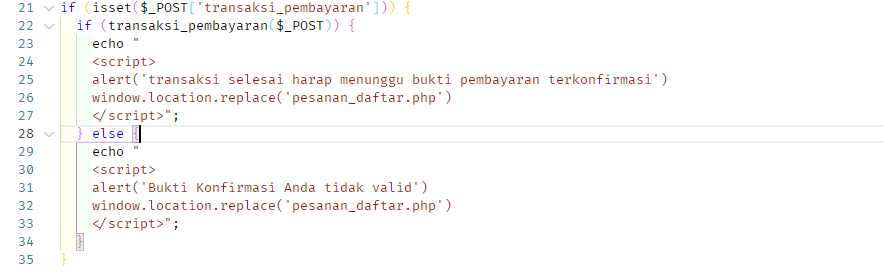 21 if (isset($_POST['transaksi_pembayaran'])) {
22 if (transaksi_pembayaran($_POST)) {
23 echo "
24 <script>
25 alert('transaksi selesai harap menunggu bukti pembayaran terkonfirmasi')
26 window.location.replace('pesanan_daftar.php')
27 </script>";
28 } else {
29 echo "
30 <script>
31 alert('Bukti Konfirmasi Anda tidak valid')
32 window.location.replace('pesanan_daftar.php')
33 </script>";
34 }
35 }